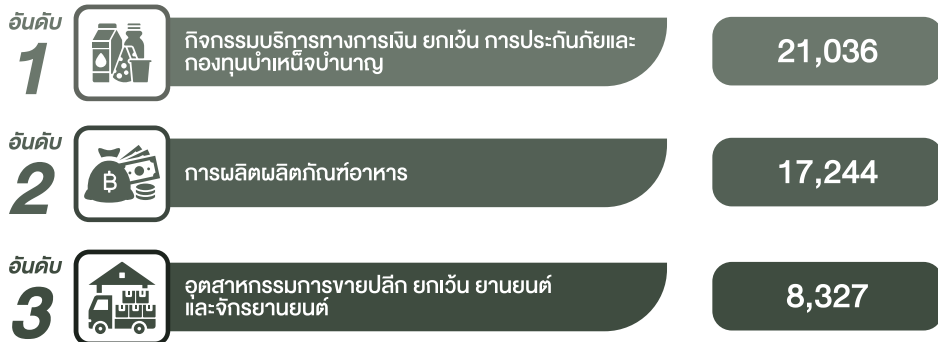 อันดับ
1
กิจกรรมบริการทางการเงิน ยกเว้น การประกันภัยและ
กองทุนบำเหน็จบำนาญ
21,036
อันดับ
2
฿
การผลิตผลิตภัณฑ์อาหาร
17,244
อันดับ
3
อุตสาหกรรมการขายปลีก ยกเว้น ยานยนต์
และจักรยานยนต์
8,327